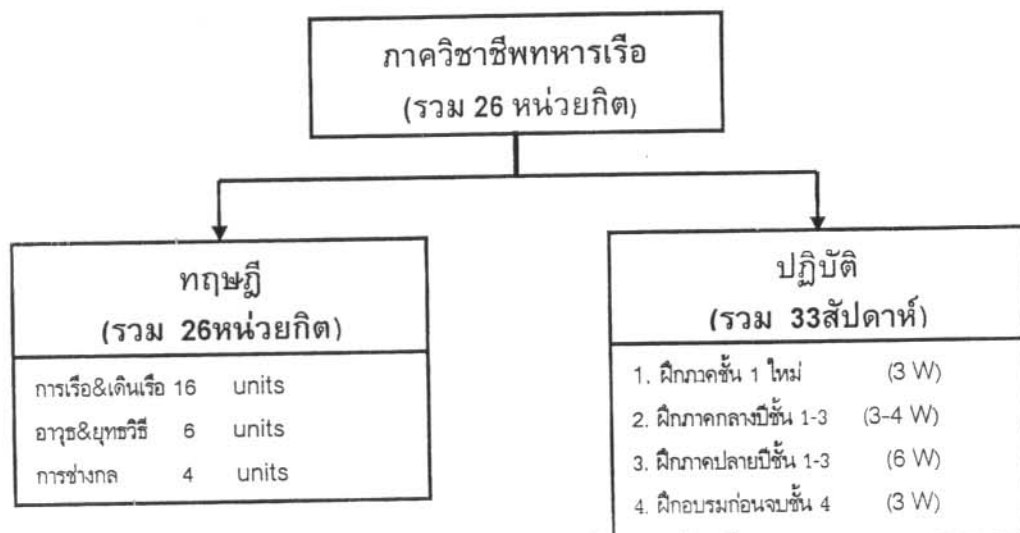 ภาควิชาชีพทหารเรือ
(รวม 26 หน่วยกิต)
ทฤษฎี
(รวม 26หน่วยกิต)
การเรือ&เดินเรือ 16 units
อาวุธ&ยุทธวิธี 6 units
การช่างกล 4 units
ปฏิบัติ
(รวม 33สัปดาห์)
1. ฝึกภาคชั้น 1 ใหม่ (3 W)
2. ฝึกภาคกลางปีชั้น 1-3 (3-4 W)
3. ฝึกภาคปลายปีชั้น 1-3 (6 W)
4. ฝึกอบรมก่อนจบชั้น 4 (3 W)